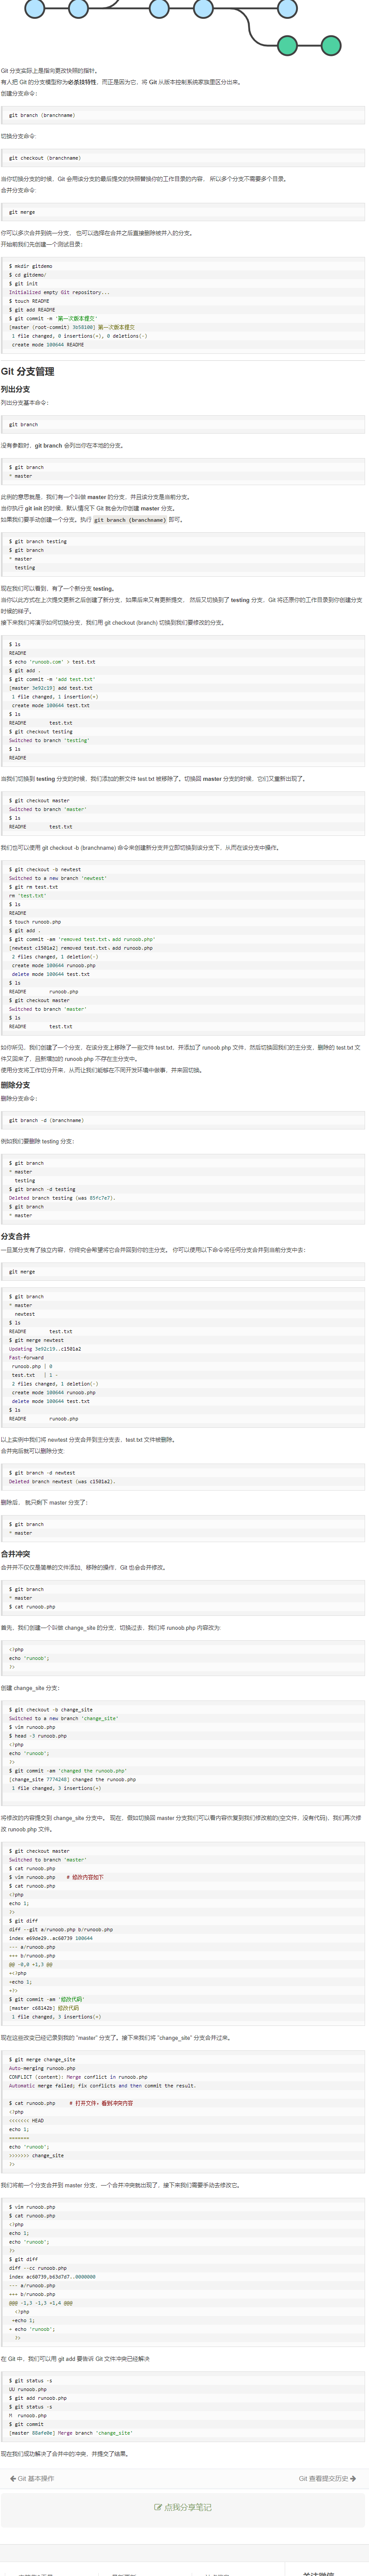 Git 分支实际上是指向更改快照的指针。
有人把 Git 的分支模型称为必杀技特性，而正是因为它，将 Git 从版本控制系统家族里区分出来。
创建分支命令：
git branch (branchname)
切换分支命令:
git checkout (branchname)
当你切换分支的时候，Git 会用该分支的最后提交的快照替换你的工作目录的内容， 所以多个分支不需要多个目录。
合并分支命令:
git merge
你可以多次合并到统一分支， 也可以选择在合并之后直接删除被并入的分支。
开始前我们先创建一个测试目录：
$ mkdir gitdemo
$ cd gitdemo/
$ git init
Initialized empty Git repository...
$ touch README
$ git add README
$ git commit -m '第一次版本提交'
[master (root-commit) 3b58100] 第一次版本提交
1 file changed, 0 insertions(+), 0 deletions(-)
create mode 100644 README
Git 分支管理
列出分支
列出分支基本命令：
git branch
没有参数时，git branch 会列出你在本地的分支。
$ git branch
* master
此例的意思就是，我们有一个叫做 master 的分支，并且该分支是当前分支。
当你执行 git init 的时候，默认情况下 Git 就会为你创建 master 分支。
如果我们要手动创建一个分支。执行 git branch (branchname) 即可。
$ git branch testing
$ git branch
* master
testing
现在我们可以看到，有了一个新分支 testing。
当你以此方式在上次提交更新之后创建了新分支，如果后来又有更新提交， 然后又切换到了 testing 分支，Git 将还原你的工作目录到你创建分支
时候的样子。
接下来我们将演示如何切换分支，我们用 git checkout (branch) 切换到我们要修改的分支。
$ ls
README
$ echo 'runoob.com' > test.txt
$ git add .
$ git commit -m 'add test.txt'
[master 3e92c19] add test.txt
1 file changed, 1 insertion(+)
create mode 100644 test.txt
$ ls
README test.txt
$ git checkout testing
Switched to branch 'testing'
$ ls
README
当我们切换到 testing 分支的时候，我们添加的新文件 test.txt 被移除了。切换回 master 分支的时候，它们又重新出现了。
$ git checkout master
Switched to branch 'master'
$ ls
README test.txt
我们也可以使用 git checkout -b (branchname) 命令来创建新分支并立即切换到该分支下，从而在该分支中操作。
$ git checkout -b newtest
Switched to a new branch 'newtest'
$ git rm test.txt
rm 'test.txt'
$ ls
README
$ touch runoob.php
$ git add .
$ git commit -am 'removed test.txt、add runoob.php'
[newtest c1501a2] removed test.txt、add runoob.php
2 files changed, 1 deletion(-)
create mode 100644 runoob.php
delete mode 100644 test.txt
$ ls
README runoob.php
$ git checkout master
Switched to branch 'master'
$ ls
README test.txt
如你所见，我们创建了一个分支，在该分支上移除了一些文件 test.txt，并添加了 runoob.php 文件，然后切换回我们的主分支，删除的 test.txt 文
件又回来了，且新增加的 runoob.php 不存在主分支中。
使用分支将工作切分开来，从而让我们能够在不同开发环境中做事，并来回切换。
删除分支
删除分支命令：
git branch -d (branchname)
例如我们要删除 testing 分支：
$ git branch
* master
testing
$ git branch -d testing
Deleted branch testing (was 85fc7e7).
$ git branch
* master
分支合并
一旦某分支有了独立内容，你终究会希望将它合并回到你的主分支。 你可以使用以下命令将任何分支合并到当前分支中去：
git merge
$ git branch
* master
newtest
$ ls
README test.txt
$ git merge newtest
Updating 3e92c19..c1501a2
Fast-forward
runoob.php | 0
test.txt | 1 -
2 files changed, 1 deletion(-)
create mode 100644 runoob.php
delete mode 100644 test.txt
$ ls
README runoob.php
以上实例中我们将 newtest 分支合并到主分支去，test.txt 文件被删除。
合并完后就可以删除分支:
$ git branch -d newtest
Deleted branch newtest (was c1501a2).
删除后， 就只剩下 master 分支了：
$ git branch
* master
合并冲突
合并并不仅仅是简单的文件添加、移除的操作，Git 也会合并修改。
$ git branch
* master
$ cat runoob.php
首先，我们创建一个叫做 change_site 的分支，切换过去，我们将 runoob.php 内容改为:
<?php
echo 'runoob';
?>
创建 change_site 分支：
$ git checkout -b change_site
Switched to a new branch 'change_site'
$ vim runoob.php
$ head -3 runoob.php
<?php
echo 'runoob';
?>
$ git commit -am 'changed the runoob.php'
[change_site 7774248] changed the runoob.php
1 file changed, 3 insertions(+)
将修改的内容提交到 change_site 分支中。 现在，假如切换回 master 分支我们可以看内容恢复到我们修改前的(空文件，没有代码)，我们再次修
改 runoob.php 文件。
$ git checkout master
Switched to branch 'master'
$ cat runoob.php
$ vim runoob.php # 修改内容如下
$ cat runoob.php
<?php
echo 1;
?>
$ git diff
diff --git a/runoob.php b/runoob.php
index e69de29..ac60739 100644
--- a/runoob.php
+++ b/runoob.php
@@ -0,0 +1,3 @@
+<?php
+echo 1;
+?>
$ git commit -am '修改代码'
[master c68142b] 修改代码
1 file changed, 3 insertions(+)
现在这些改变已经记录到我的 "master" 分支了。接下来我们将 "change_site" 分支合并过来。
$ git merge change_site
Auto-merging runoob.php
CONFLICT (content): Merge conflict in runoob.php
Automatic merge failed; fix conflicts and then commit the result.
$ cat runoob.php # 打开文件，看到冲突内容
<?php
<<<<<<< HEAD
echo 1;
=======
echo 'runoob';
>>>>>>> change_site
?>
我们将前一个分支合并到 master 分支，一个合并冲突就出现了，接下来我们需要手动去修改它。
$ vim runoob.php
$ cat runoob.php
<?php
echo 1;
echo 'runoob';
?>
$ git diff
diff --cc runoob.php
index ac60739,b63d7d7..0000000
--- a/runoob.php
+++ b/runoob.php
@@@ -1,3 -1,3 +1,4 @@@
<?php
+echo 1;
+ echo 'runoob';
?>
在 Git 中，我们可以用 git add 要告诉 Git 文件冲突已经解决
$ git status -s
UU runoob.php
$ git add runoob.php
$ git status -s
M runoob.php
$ git commit
[master 88afe0e] Merge branch 'change_site'
现在我们成功解决了合并中的冲突，并提交了结果。
Git 基本操作
Git 查看提交历史
点我分享笔记